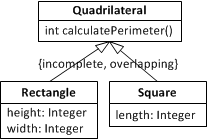 Quadrilateral
int calculatePerimeter()
{incomplete, overlapping}
Rectangle
height: Integer
width: Integer
Square
length: Integer